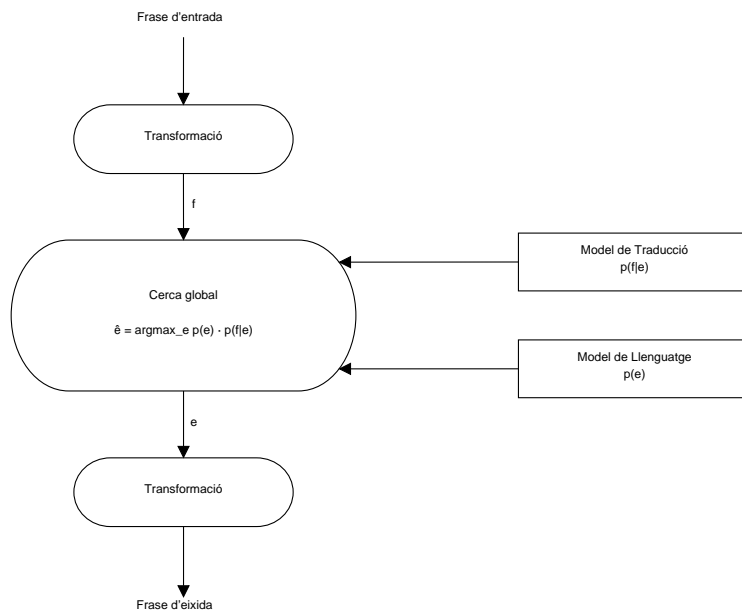 Frase d'entrada
Transformació
f
Model de Traducció
p(f|e)
Cerca global
ê = argmax_e p(e) · p(f|e)
Model de Llenguatge
p(e)
e
Transformació
Frase d'eixida